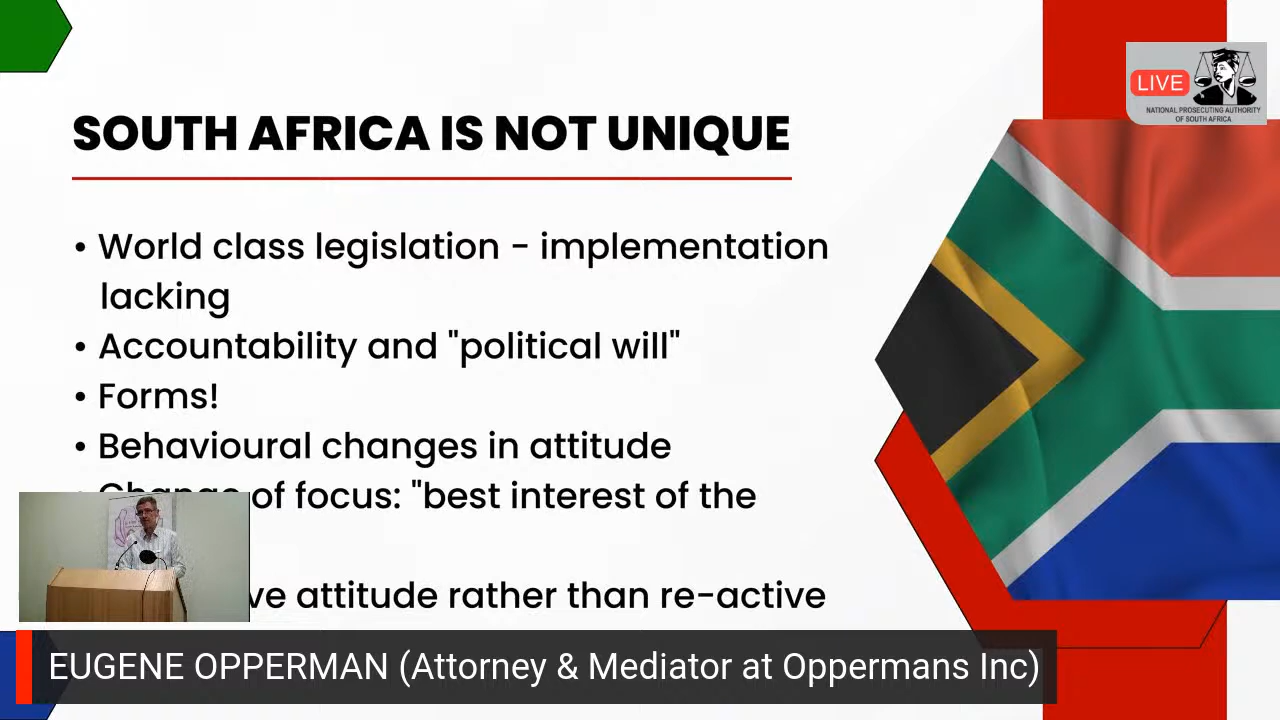 LIVE
NATIONAL PROSECUTING AUTHORITY
OF SOUTH AFRICA
SOUTH AFRICA IS NOT UNIQUE
• World class legislation - implementation
lacking
• Accountability and "political will"
• Forms!
• Behavioural changes in attitude
Change of focus: "best interest of the
ve attitude rather than re-active
EUGENE OPPERMAN (Attorney & Mediator at Oppermans Inc)